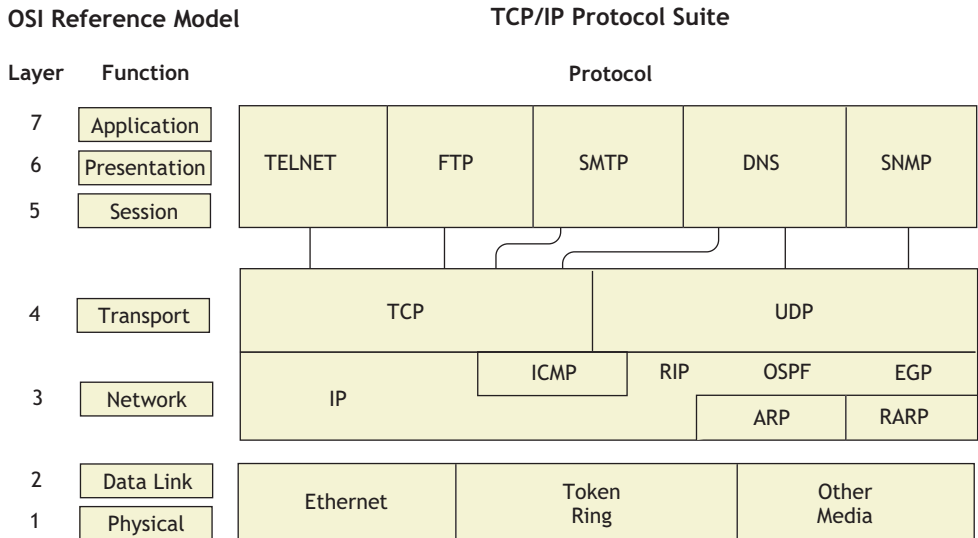 OSI Reference Model TCP/IP Protocol Suite
Layer Function Protocol
7 Application
6 Presentation TELNET FTP SMTP DNS SNMP
5 Session
4 Transport TCP UDP
ICMP RIP OSPF EGP
3 Network IP
ARP RARP
2 Data Link
Ethernet Token Ring Other Media
1 Physical